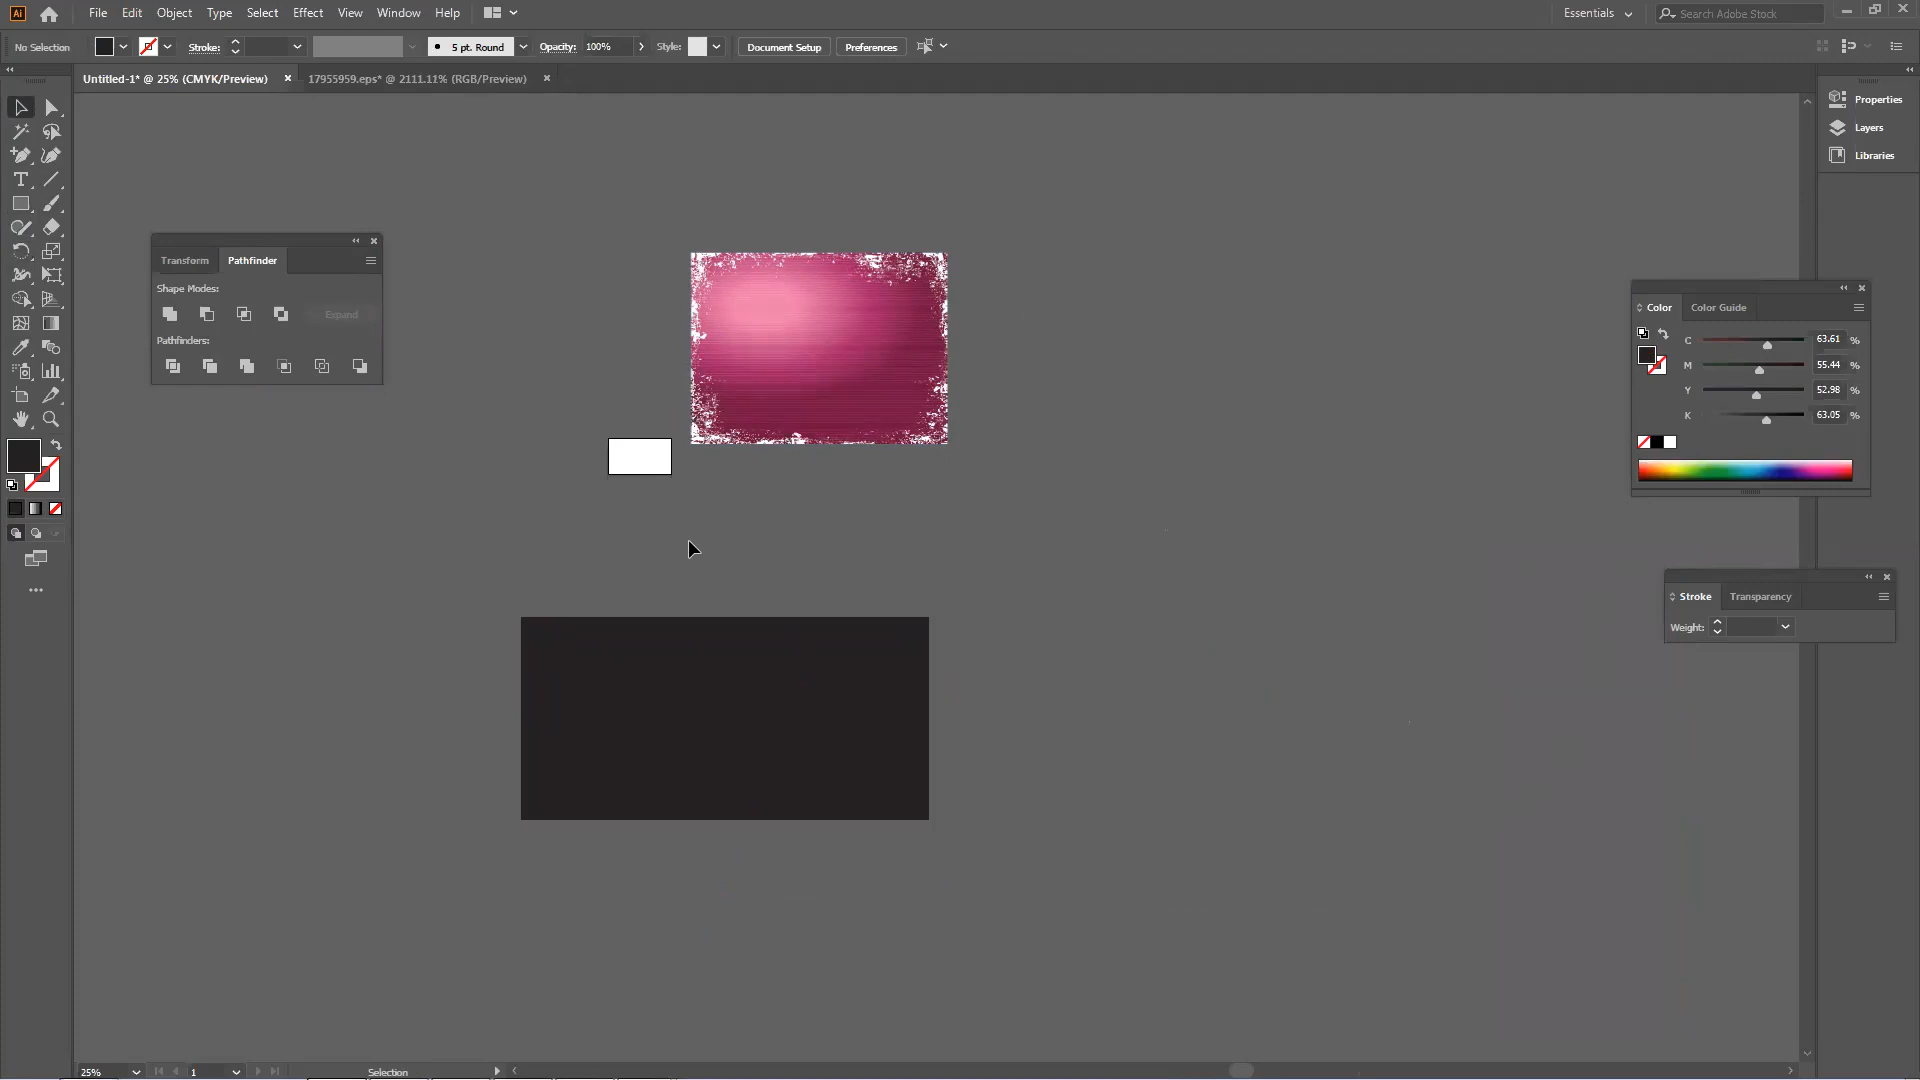 Ai File Edit Object Type Select Effect View Window Help Essentials Search Adobe Stock
No Selection Stroke: 5 pt. Round Opacity: 100% Style: Document Setup Preferences
Untitled-1* @ 25% (CMYK/Preview) × 17955959.eps* @ 2111.11% (RGB/Preview) ×
Properties
Layers
Libraries
Transform Pathfinder
Shape Modes:
Expand
Pathfinders:
Color Color Guide
C 63.61 %
M 55.44 %
Y 52.98 %
K 63.05 %
Stroke Transparency
Weight:
25% 1 Selection